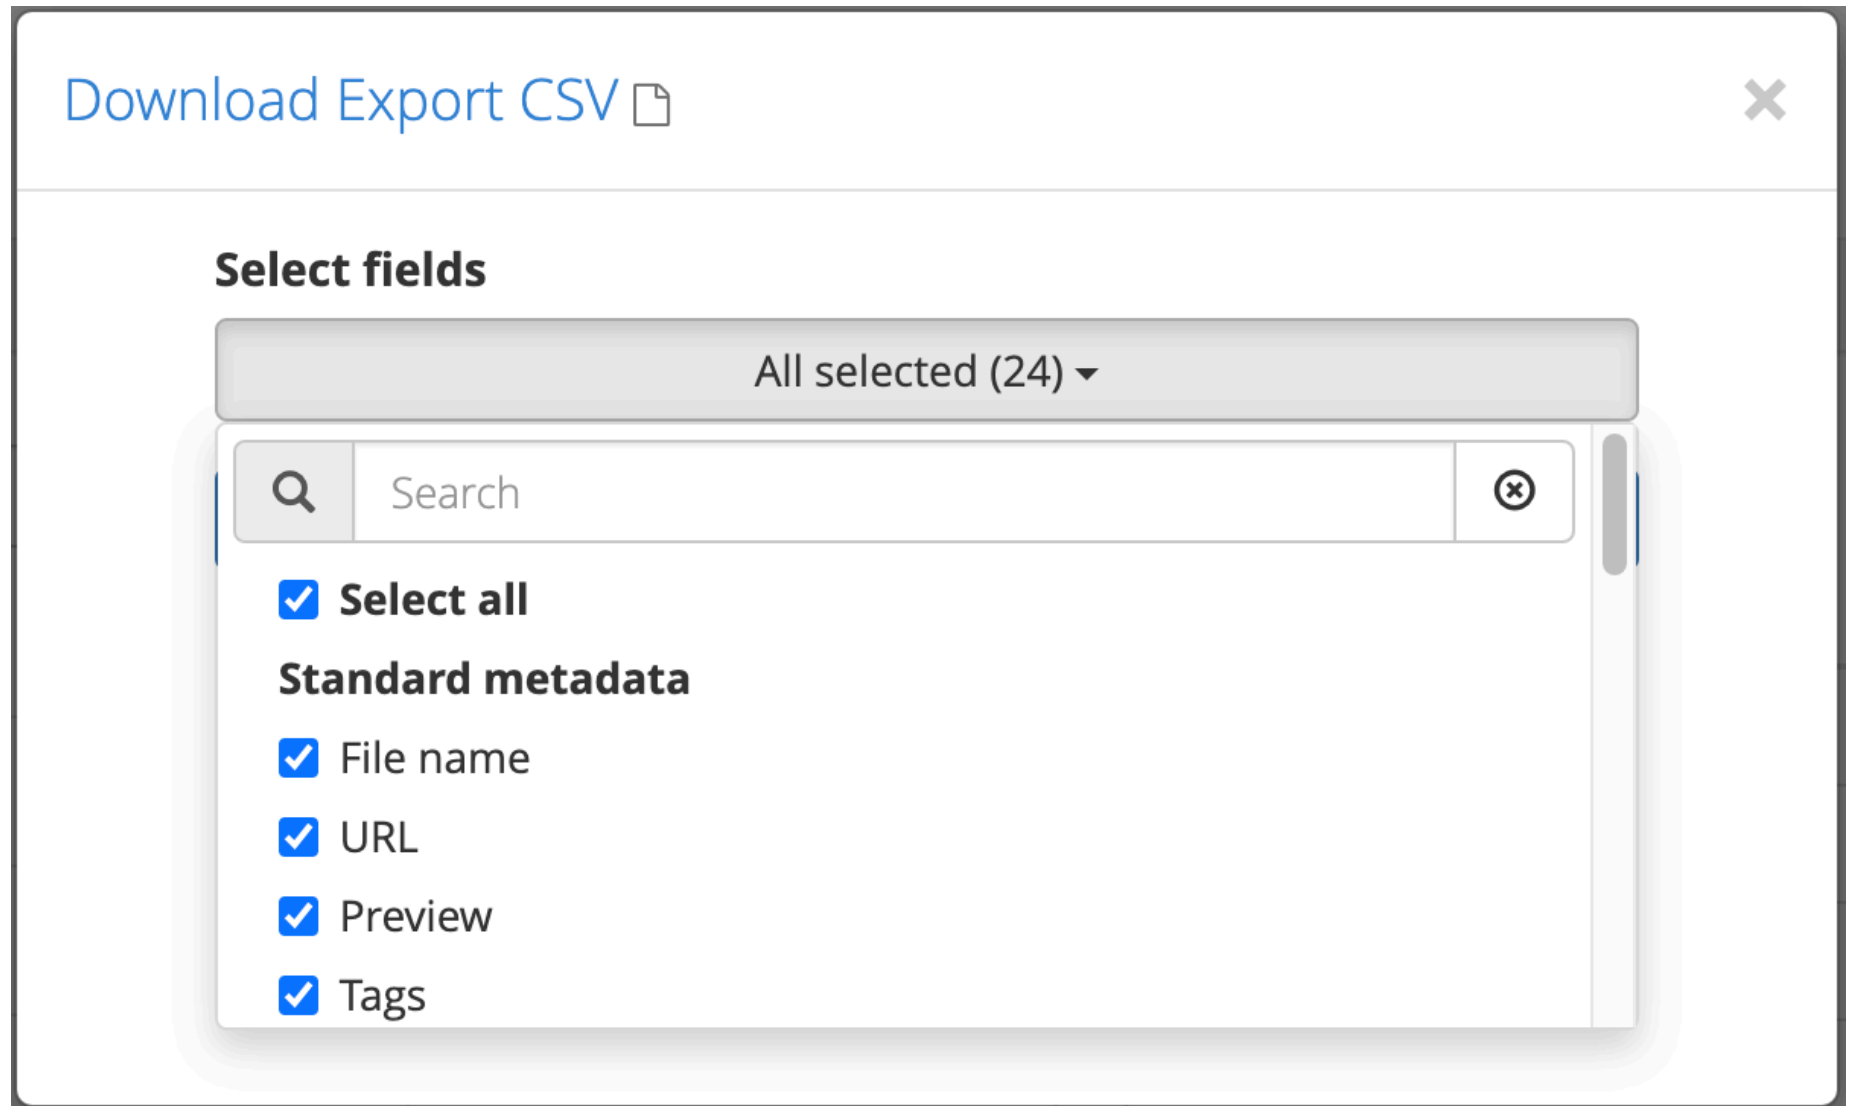 Download Export CSV
Select fields
All selected (24)
Search
Select all
Standard metadata
File name
URL
Preview
Tags